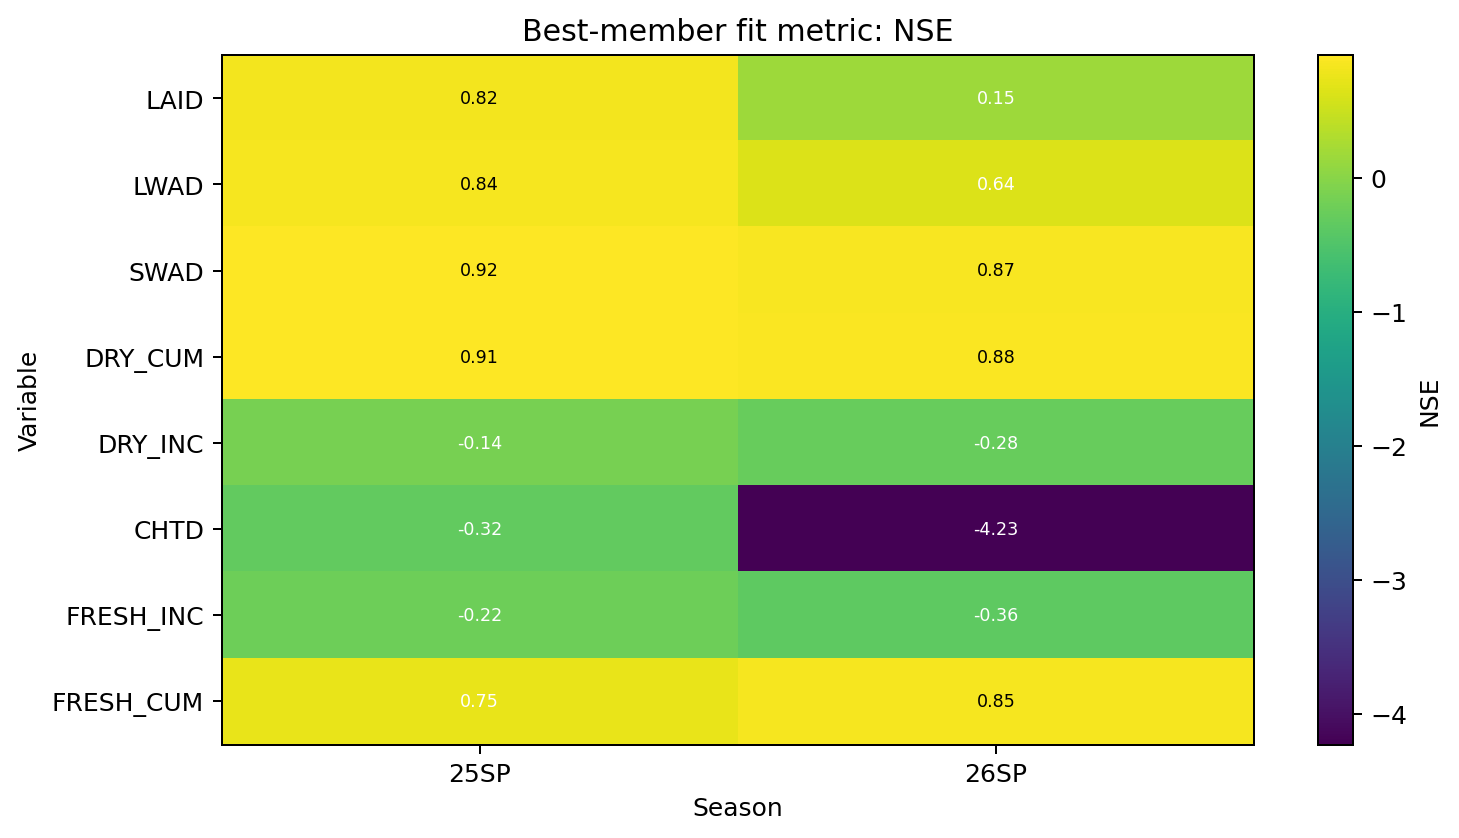 Best-member fit metric: NSE
LAID 0.82 0.15
LWAD 0.84 0.64
SWAD 0.92 0.87
DRY_CUM 0.91 0.88
DRY_INC -0.14 -0.28
CHTD -0.32 -4.23
FRESH_INC -0.22 -0.36
FRESH_CUM 0.75 0.85
25SP 26SP
Season
Variable
0
−1
−2
−3
−4
NSE